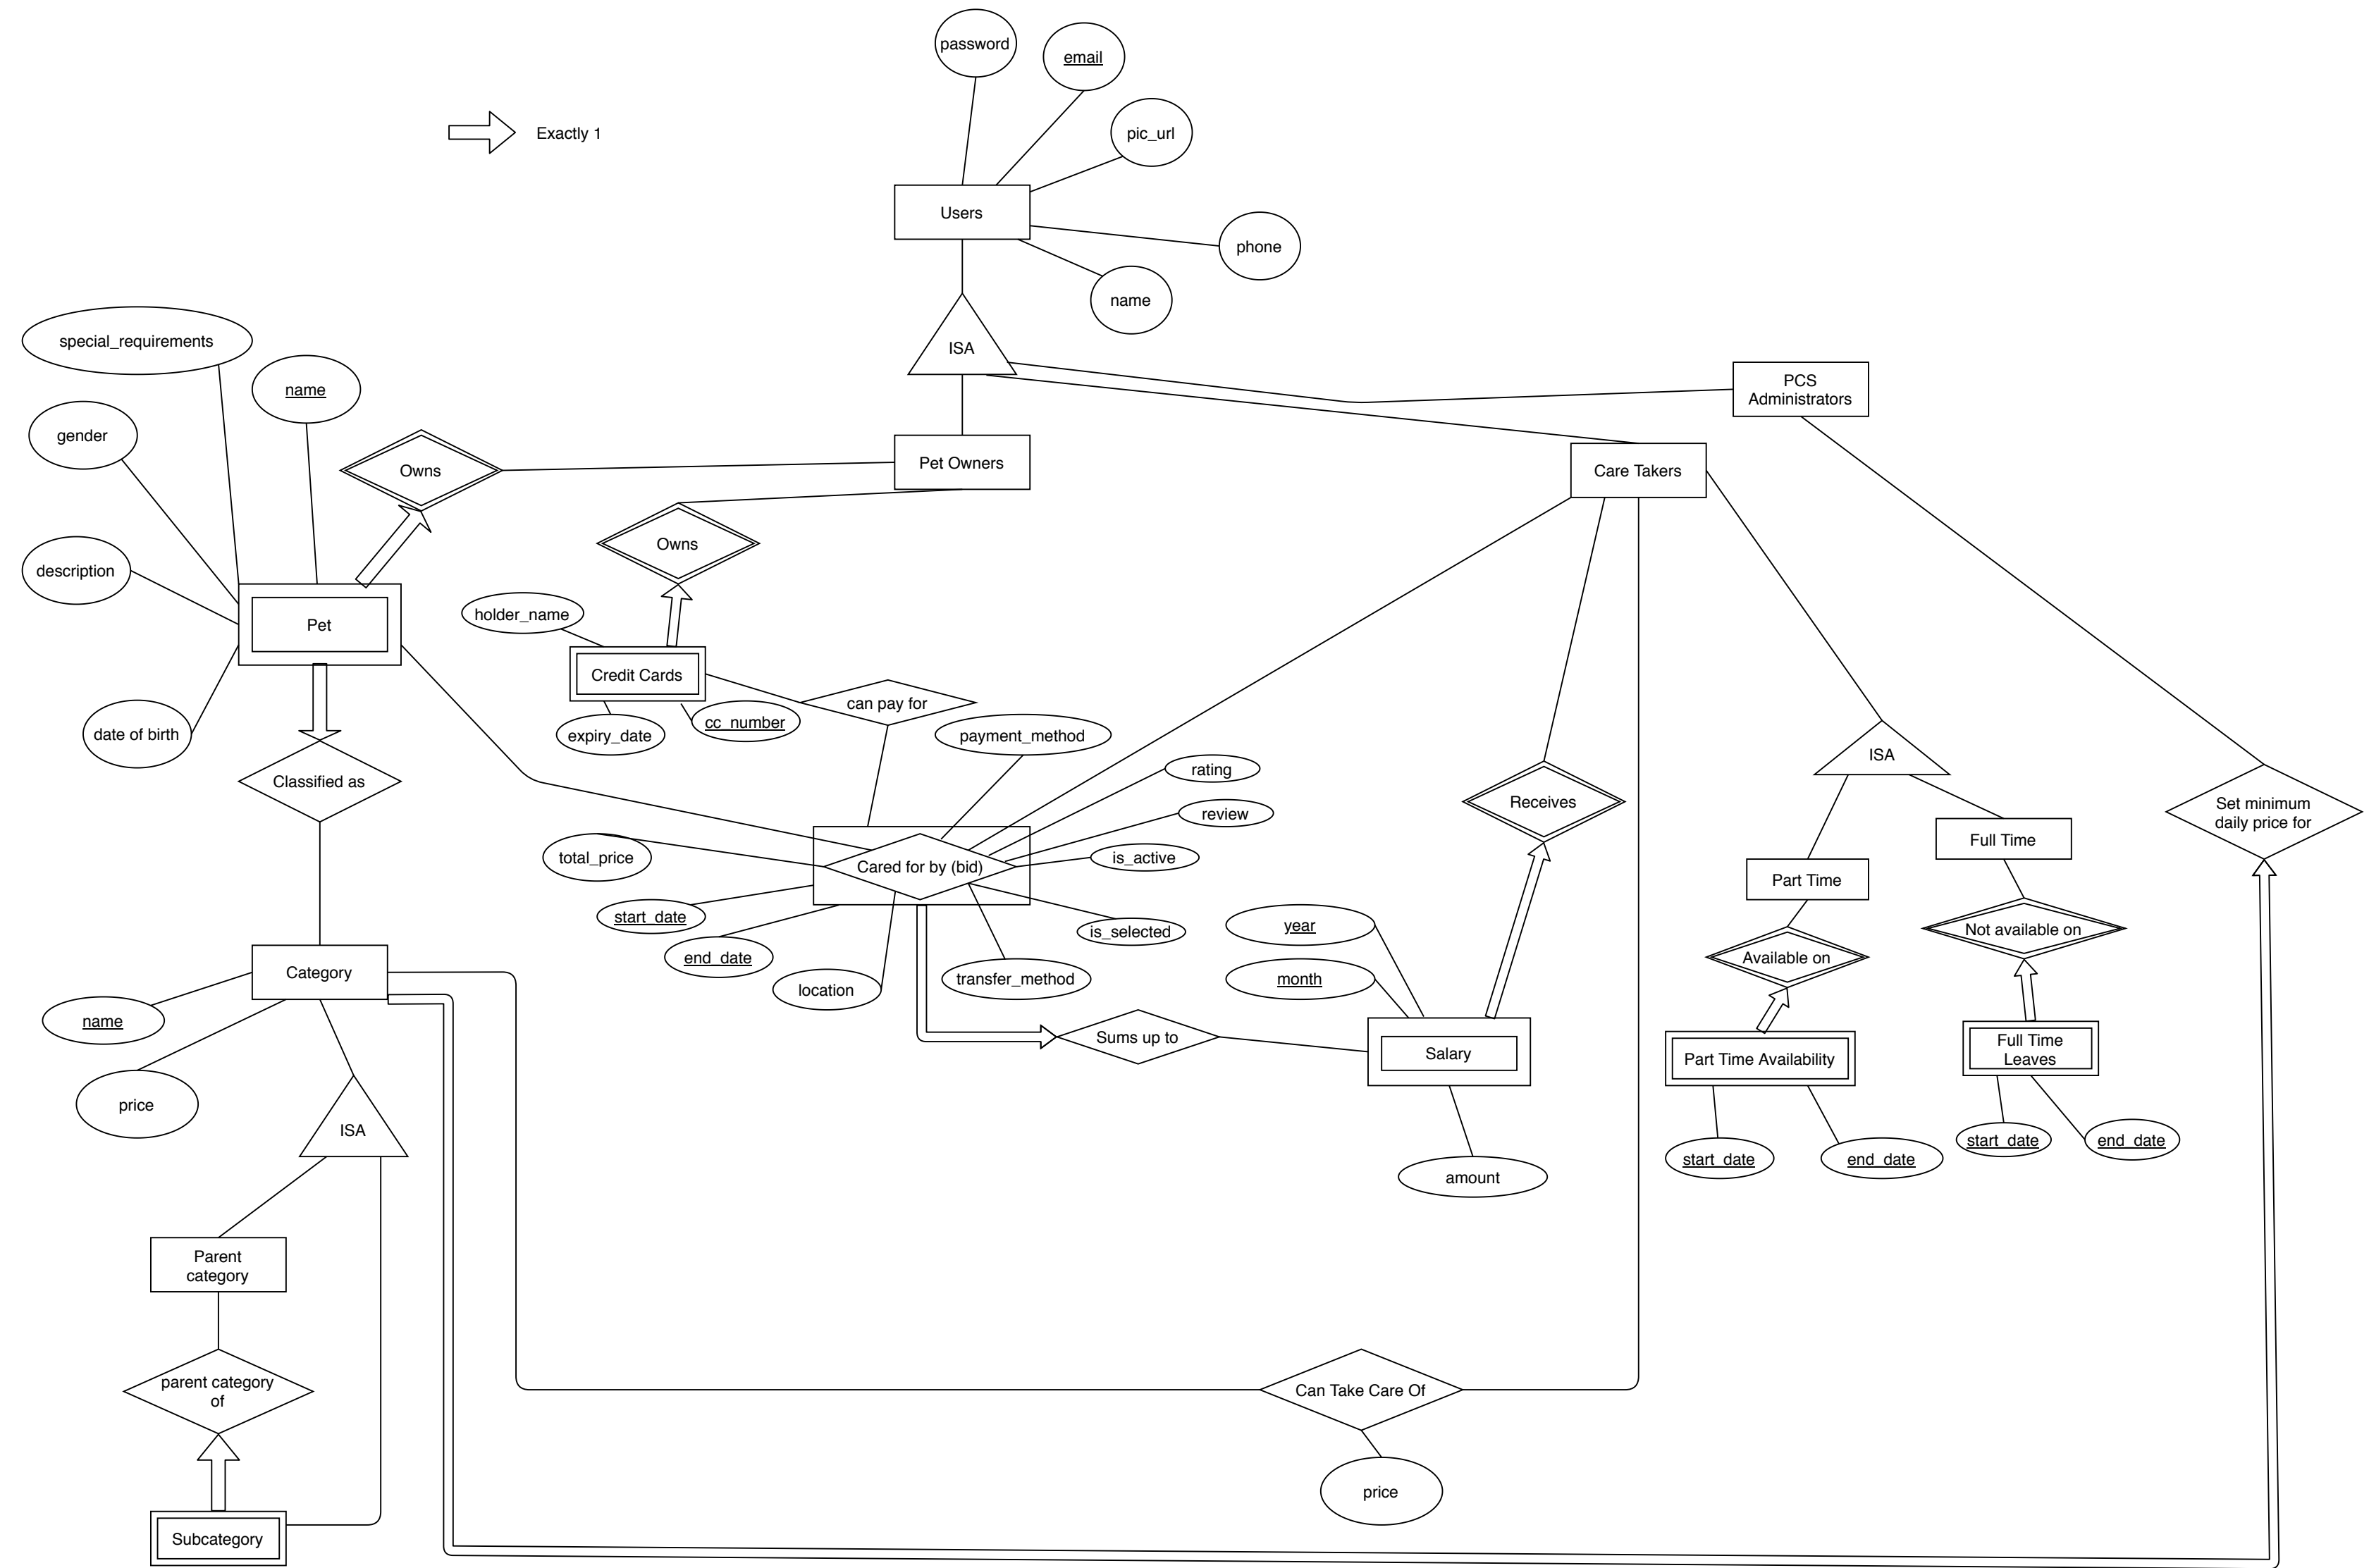 password
email
pic_url
Exactly 1
Users
phone
name
special_requirements
ISA
name
PCS
Administrators
gender
Owns
Pet Owners
Care Takers
Owns
description
holder_name
Pet
Credit Cards
can pay for
cc_number
date of birth
expiry_date
payment_method
rating
ISA
Classified as
Receives
Set minimum
daily price for
review
Full Time
total_price
Cared for by (bid)
is_active
Part Time
start_date
year
is_selected
Not available on
end_date
Available on
Category
transfer_method
month
location
name
Sums up to
Salary
Part Time Availability
Full Time
Leaves
price
ISA
start_date
end_date
start_date
end_date
amount
Parent
category
parent category
of
Can Take Care Of
price
Subcategory